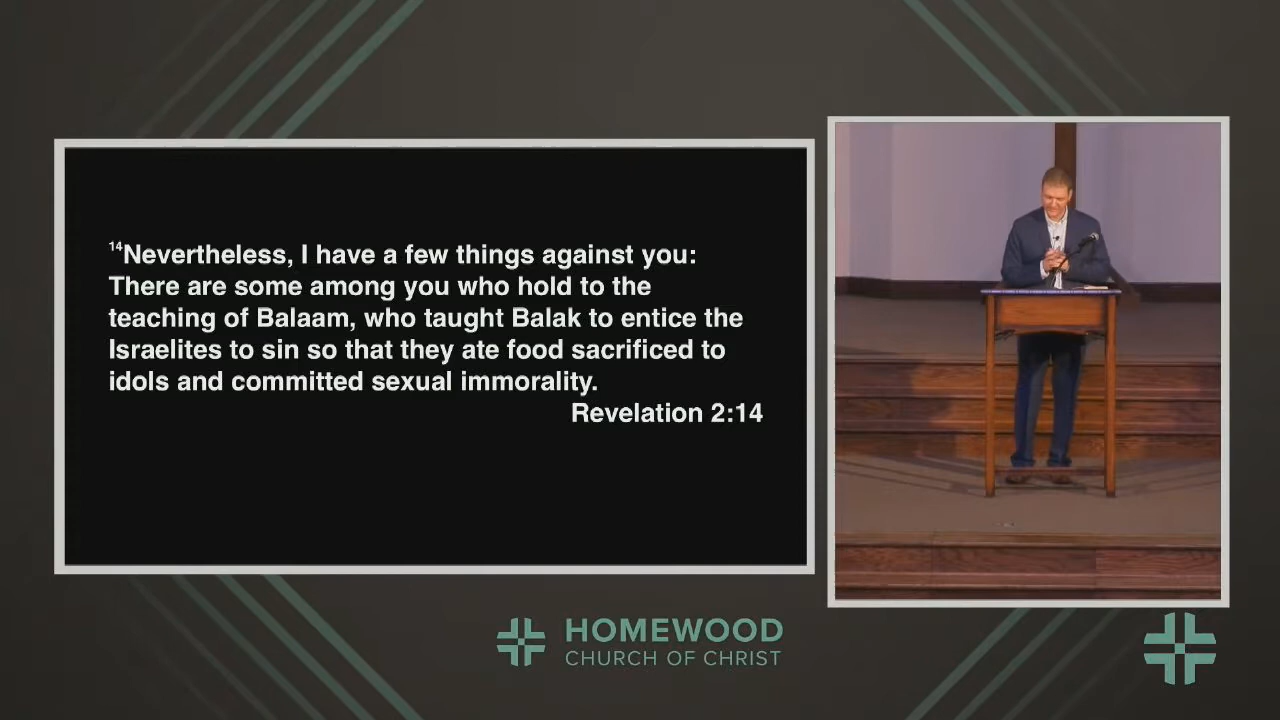 ¹⁴Nevertheless, I have a few things against you:
There are some among you who hold to the
teaching of Balaam, who taught Balak to entice the
Israelites to sin so that they ate food sacrificed to
idols and committed sexual immorality.
Revelation 2:14
HOMEWOOD
CHURCH OF CHRIST